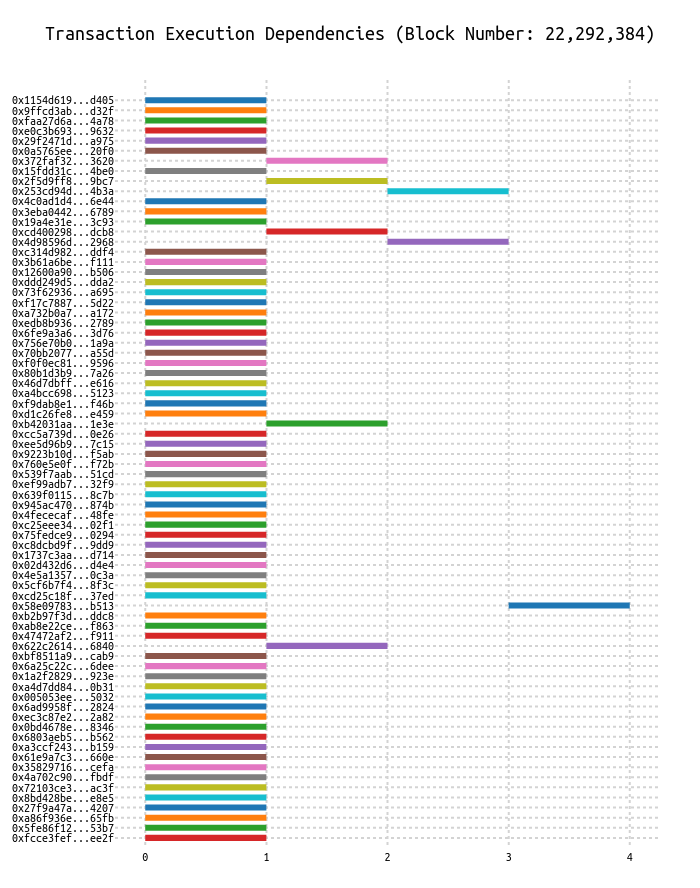 Transaction Execution Dependencies (Block Number: 22,292,384)
0x1154d619...d405
0x9ffcd3ab...d32f
0xfaa27d6a...4a78
0xe0c3b693...9632
0x29f2471d...a975
0x0a5765ee...20f0
0x372faf32...3620
0x15fdd31c...4be0
0x2f5d9ff8...9bc7
0x253cd94d...4b3a
0x4c0ad1d4...6e44
0x3eba0442...6789
0x19a4e31e...3c93
0xcd400298...dcb8
0x4d98596d...2968
0xc314d982...ddf4
0x3b61a6be...f111
0x12600a90...b506
0xddd249d5...dda2
0x73f62936...a695
0xf17c7887...5d22
0xa732b0a7...a172
0xedb8b936...2789
0x6fe9a3a6...3d76
0x756e70b0...1a9a
0x70bb2077...a55d
0xf0f0ec81...9596
0x80b1d3b9...7a26
0x46d7dbff...e616
0xa4bcc698...5123
0xf9dab8e1...f46b
0xd1c26fe8...e459
0xb42031aa...1e3e
0xcc5a739d...0e26
0xee5d96b9...7c15
0x9223b10d...f5ab
0x760e5e0f...f72b
0x539f7aab...51cd
0xef99adb7...32f9
0x639f0115...8c7b
0x945ac470...874b
0x4fececaf...48fe
0xc25eee34...02f1
0x75fedce9...0294
0xc8dcbd9f...9dd9
0x1737c3aa...d714
0x02d432d6...d4e4
0x4e5a1357...0c3a
0x5cf6b7f4...8f3c
0xcd25c18f...37ed
0x58e09783...b513
0xb2b97f3d...ddc8
0xab8e22ce...f863
0x47472af2...f911
0x622c2614...6840
0xbf8511a9...cab9
0x6a25c22c...6dee
0x1a2f2829...923e
0xa4d7dd84...0b31
0x005053ee...5032
0x6ad9958f...2824
0xec3c87e2...2a82
0x0bd4678e...8346
0x6803aeb5...b562
0xa3ccf243...b159
0x61e9a7c3...660e
0x35829716...cefa
0x4a702c90...fbdf
0x72103ce3...ac3f
0x8bd428be...e8e5
0x27f9a47a...4207
0xa86f936e...65fb
0x5fe86f12...53b7
0xfcce3fef...ee2f
0 1 2 3 4